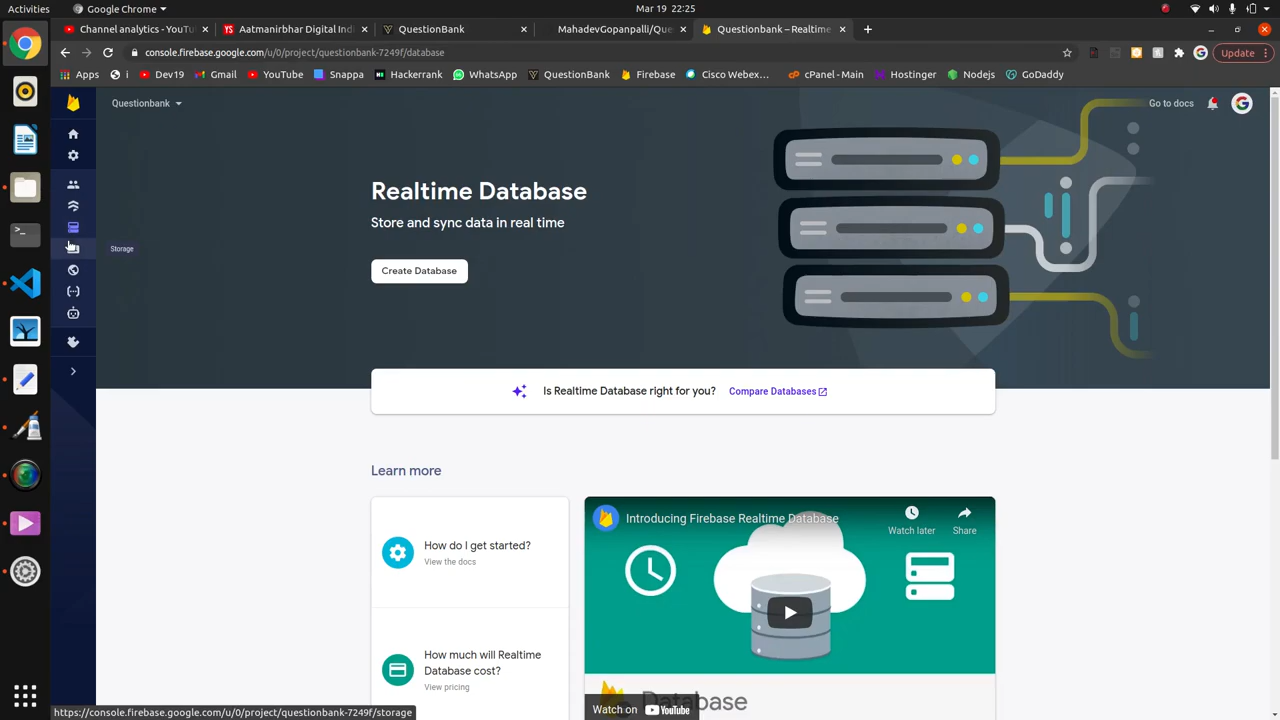 Activities
Google Chrome
Mar 19 22:25
Channel analytics - YouTu
Aatmanirbhar Digital Indi
QuestionBank
MahadevGopanpalli/Que
Questionbank – Realtime
console.firebase.google.com/u/0/project/questionbank-7249f/database
Update
Apps
i
Dev19
Gmail
YouTube
Snappa
Hackerrank
WhatsApp
QuestionBank
Firebase
Cisco Webex...
cPanel - Main
Hostinger
Nodejs
GoDaddy
Questionbank
Go to docs
Realtime Database
Store and sync data in real time
Storage
Create Database
Is Realtime Database right for you? Compare Databases
Learn more
How do I get started?
View the docs
How much will Realtime
Database cost?
View pricing
Introducing Firebase Realtime Database
Watch later
Share
Database
Watch on YouTube
https://console.firebase.google.com/u/0/project/questionbank-7249f/storage